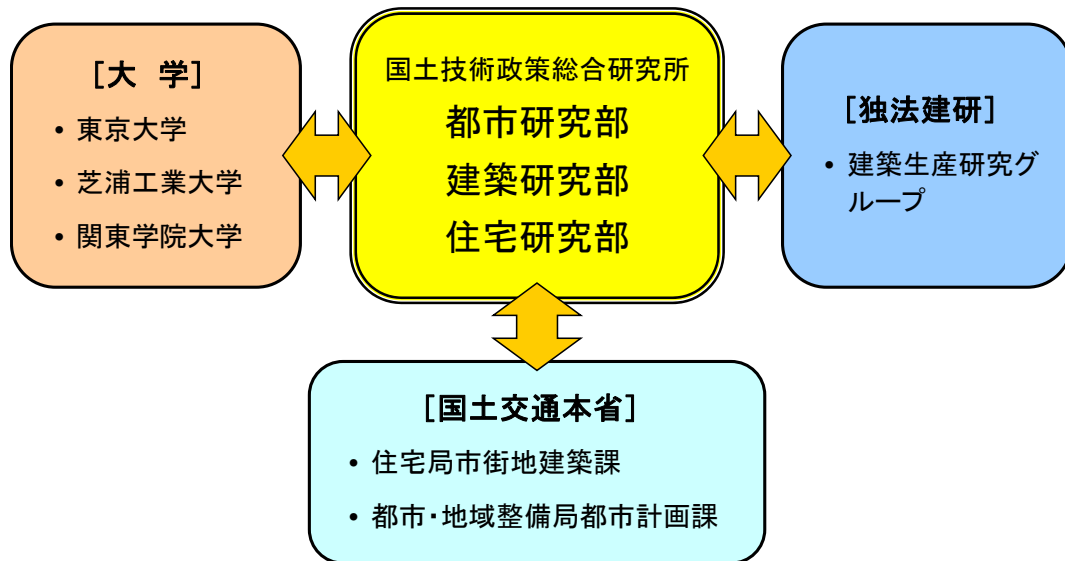 [大 学]
• 東京大学
• 芝浦工業大学
• 関東学院大学
国土技術政策総合研究所
都市研究部
建築研究部
住宅研究部
[独法建研]
• 建築生産研究グ
ループ
[国土交通本省]
• 住宅局市街地建築課
• 都市・地域整備局都市計画課